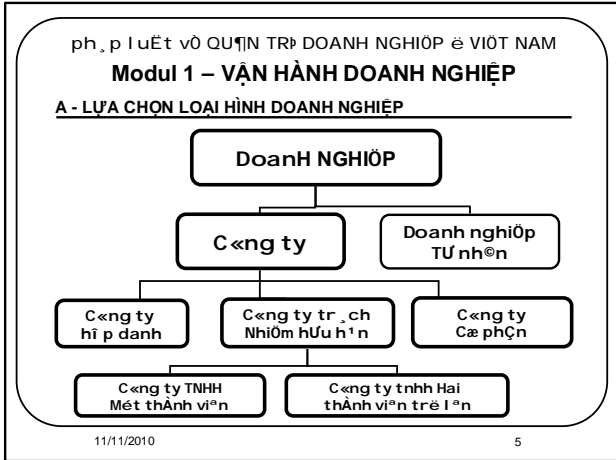 ph¸p luËt vÒ QU¶N TRÞ DOANH NGHIÖP ë VIÖT NAM
Modul 1 – VẬN HÀNH DOANH NGHIỆP
A - LỰA CHỌN LOẠI HÌNH DOANH NGHIỆP
DoanH NGHIÖP
C«ng ty
Doanh nghiÖp
TƯ nh©n
C«ng ty
hîp danh
C«ng ty tr¸ch
NhiÖm hƯu h¹n
C«ng ty
Cæ phÇn
C«ng ty TNHH
Mét thÀnh viªn
C«ng ty tnhh Hai
thÀnh viªn trë lªn
11/11/2010
5